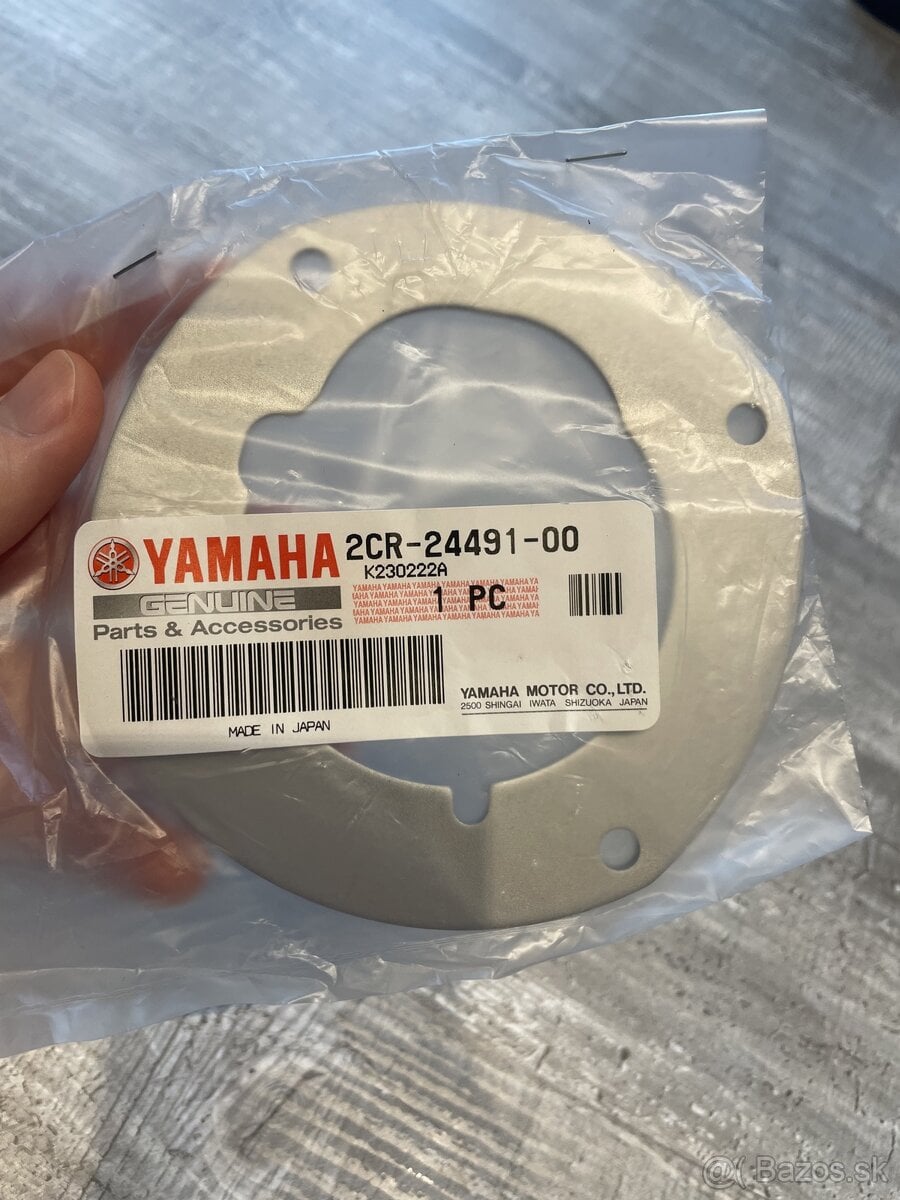 YAMAHA 2CR-24491-00
K230222A
GENUINE
1 PC
Parts & Accessories
YAMAHA MOTOR CO.,LTD.
2500 SHINGAI IWATA SHIZUOKA JAPAN
MADE IN JAPAN
@( Bazos.sk